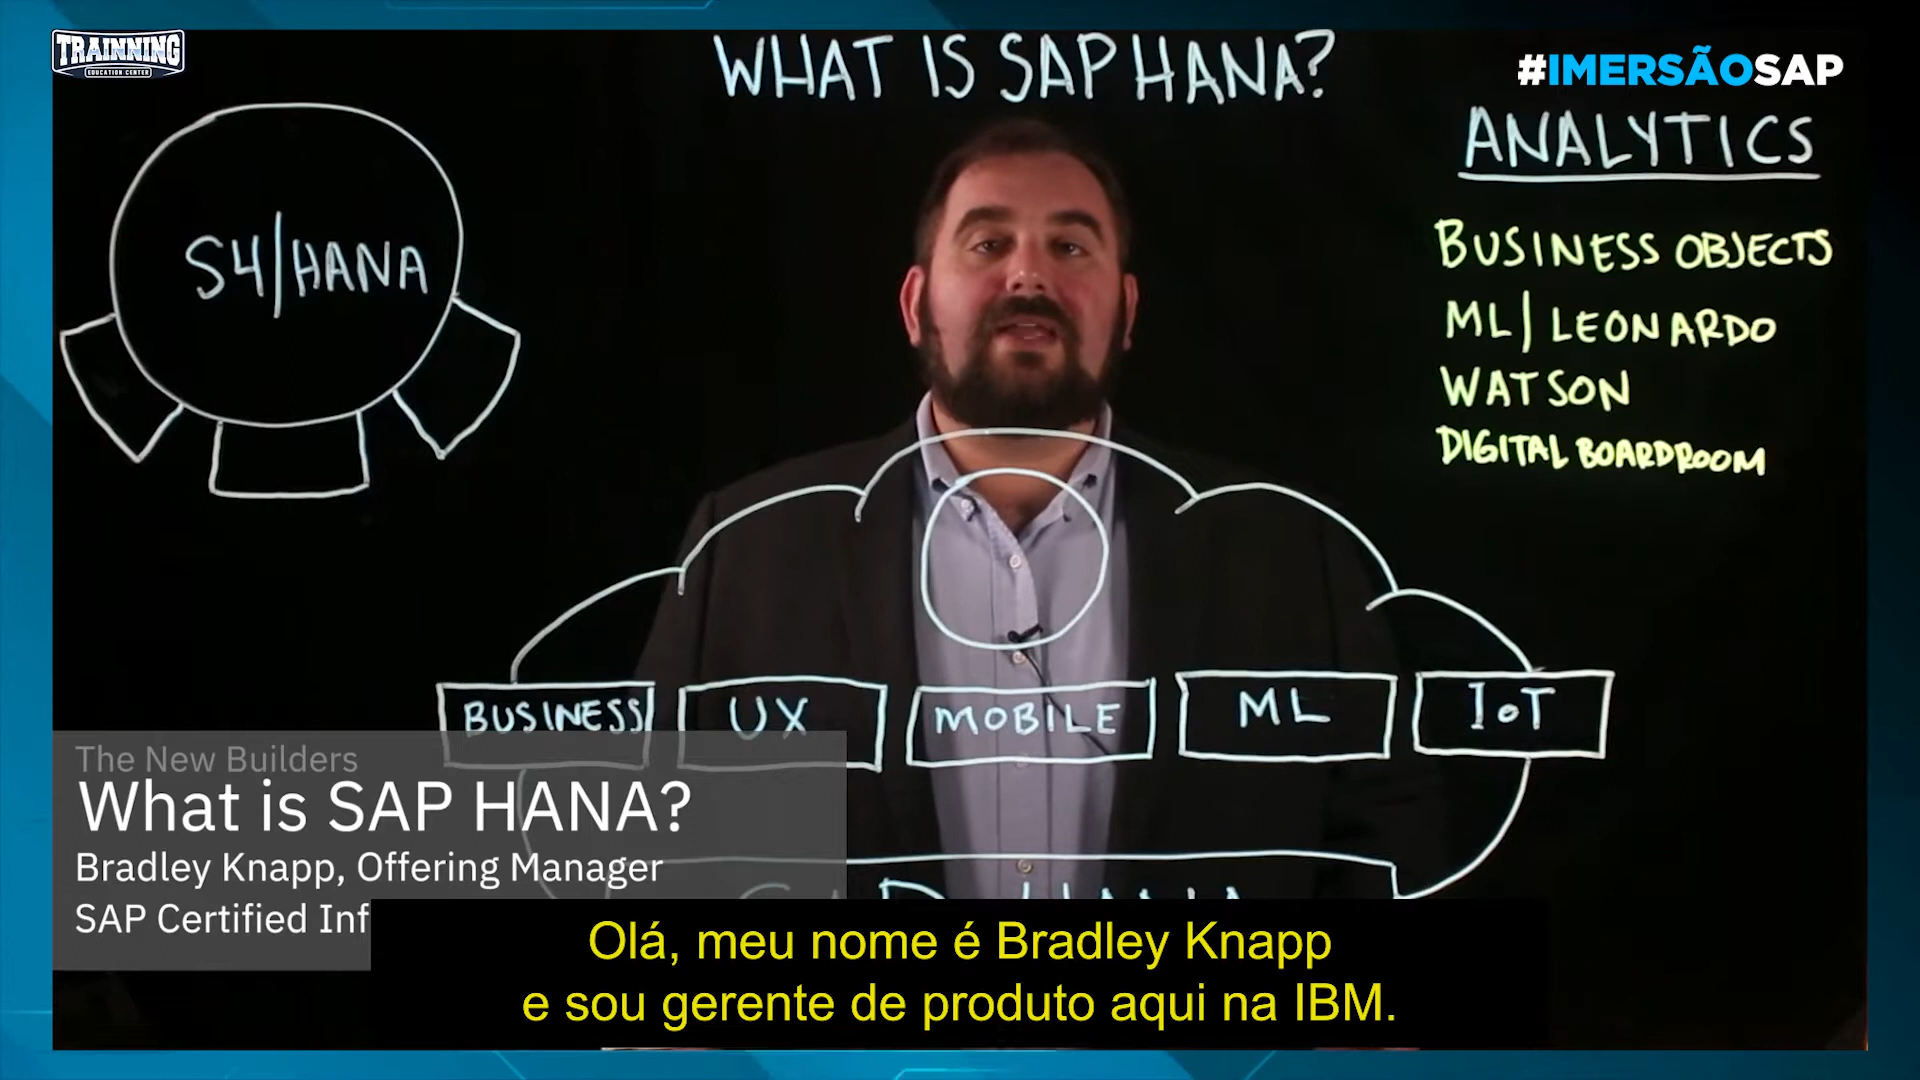 TRAINNING
EDUCATION CENTER
WHAT IS SAP HANA?
#IMERSÃOSAP
ANALYTICS
BUSINESS OBJECTS
ML/LEONARDO
WATSON
DIGITAL BOARDROOM
S4/HANA
BUSINESS
UX
MOBILE
ML
IoT
The New Builders
What is SAP HANA?
Bradley Knapp, Offering Manager
SAP Certified Inf
Olá, meu nome é Bradley Knapp
e sou gerente de produto aqui na IBM.